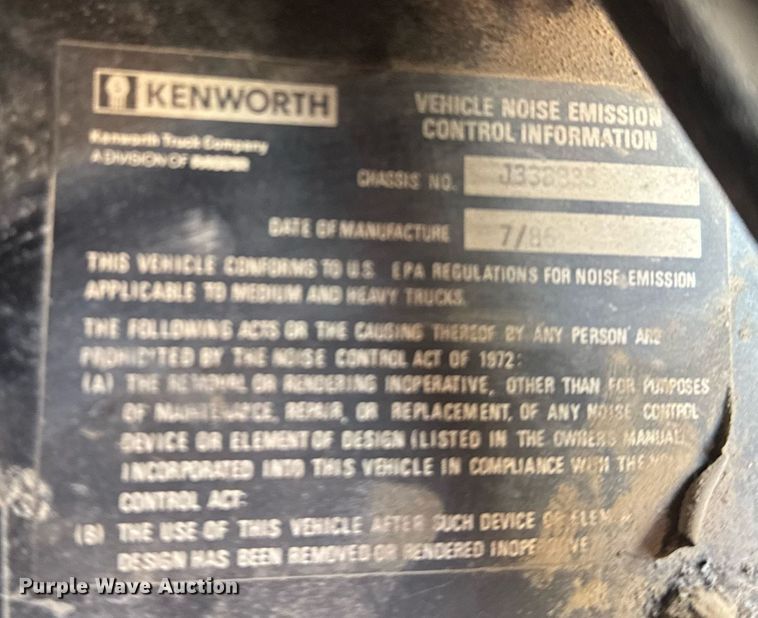 KENWORTH
Kenworth Truck Company
A DIVISION OF PACCAR
VEHICLE NOISE EMISSION
CONTROL INFORMATION
CHASSIS NO.
DATE OF MANUFACTURE 7/86
THIS VEHICLE CONFORMS TO U.S. EPA REGULATIONS FOR NOISE EMISSION
APPLICABLE TO MEDIUM AND HEAVY TRUCKS.
THE FOLLOWING ACTS OR THE CAUSING THEREOF BY ANY PERSON ARE
PROHIBITED BY THE NOISE CONTROL ACT OF 1972:
(A) THE REMOVAL OR RENDERING INOPERATIVE, OTHER THAN FOR PURPOSES
OF MAINTENANCE, REPAIR, OR REPLACEMENT, OF ANY NOISE CONTROL
DEVICE OR ELEMENT OF DESIGN (LISTED IN THE OWNERS MANUAL)
INCORPORATED INTO THIS VEHICLE IN COMPLIANCE WITH THE
CONTROL ACT:
(B) THE USE OF THIS VEHICLE AFTER SUCH DEVICE OR
DESIGN HAS BEEN REMOVED OR RENDERED
Purple Wave Auction